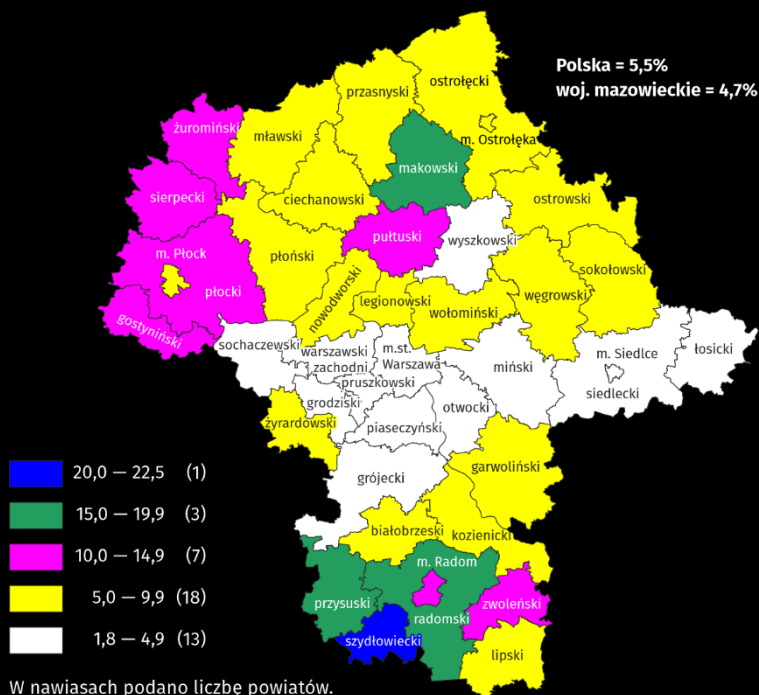 Polska = 5,5%
woj. mazowieckie = 4,7%
ostrołęcki
przasnyski
żuromiński
mławski
m. Ostrołęka
makowski
sierpecki
ciechanowski
ostrowski
pułtuski
wyszkowski
m. Płock
płoński
sokołowski
płocki
nowodworski
legionowski
węgrowski
wołomiński
gostyniński
sochaczewski
warszawski
zachodni
m.st.
Warszawa
m. Siedlce
łosicki
miński
pruszkowski
siedlecki
grodziski
otwocki
żyrardowski
piaseczyński
garwoliński
grójecki
białobrzeski
kozienicki
m. Radom
przysuski
zwoleński
radomski
szydłowiecki
lipski
20,0 — 22,5 (1)
15,0 — 19,9 (3)
10,0 — 14,9 (7)
5,0 — 9,9 (18)
1,8 — 4,9 (13)
W nawiasach podano liczbę powiatów.